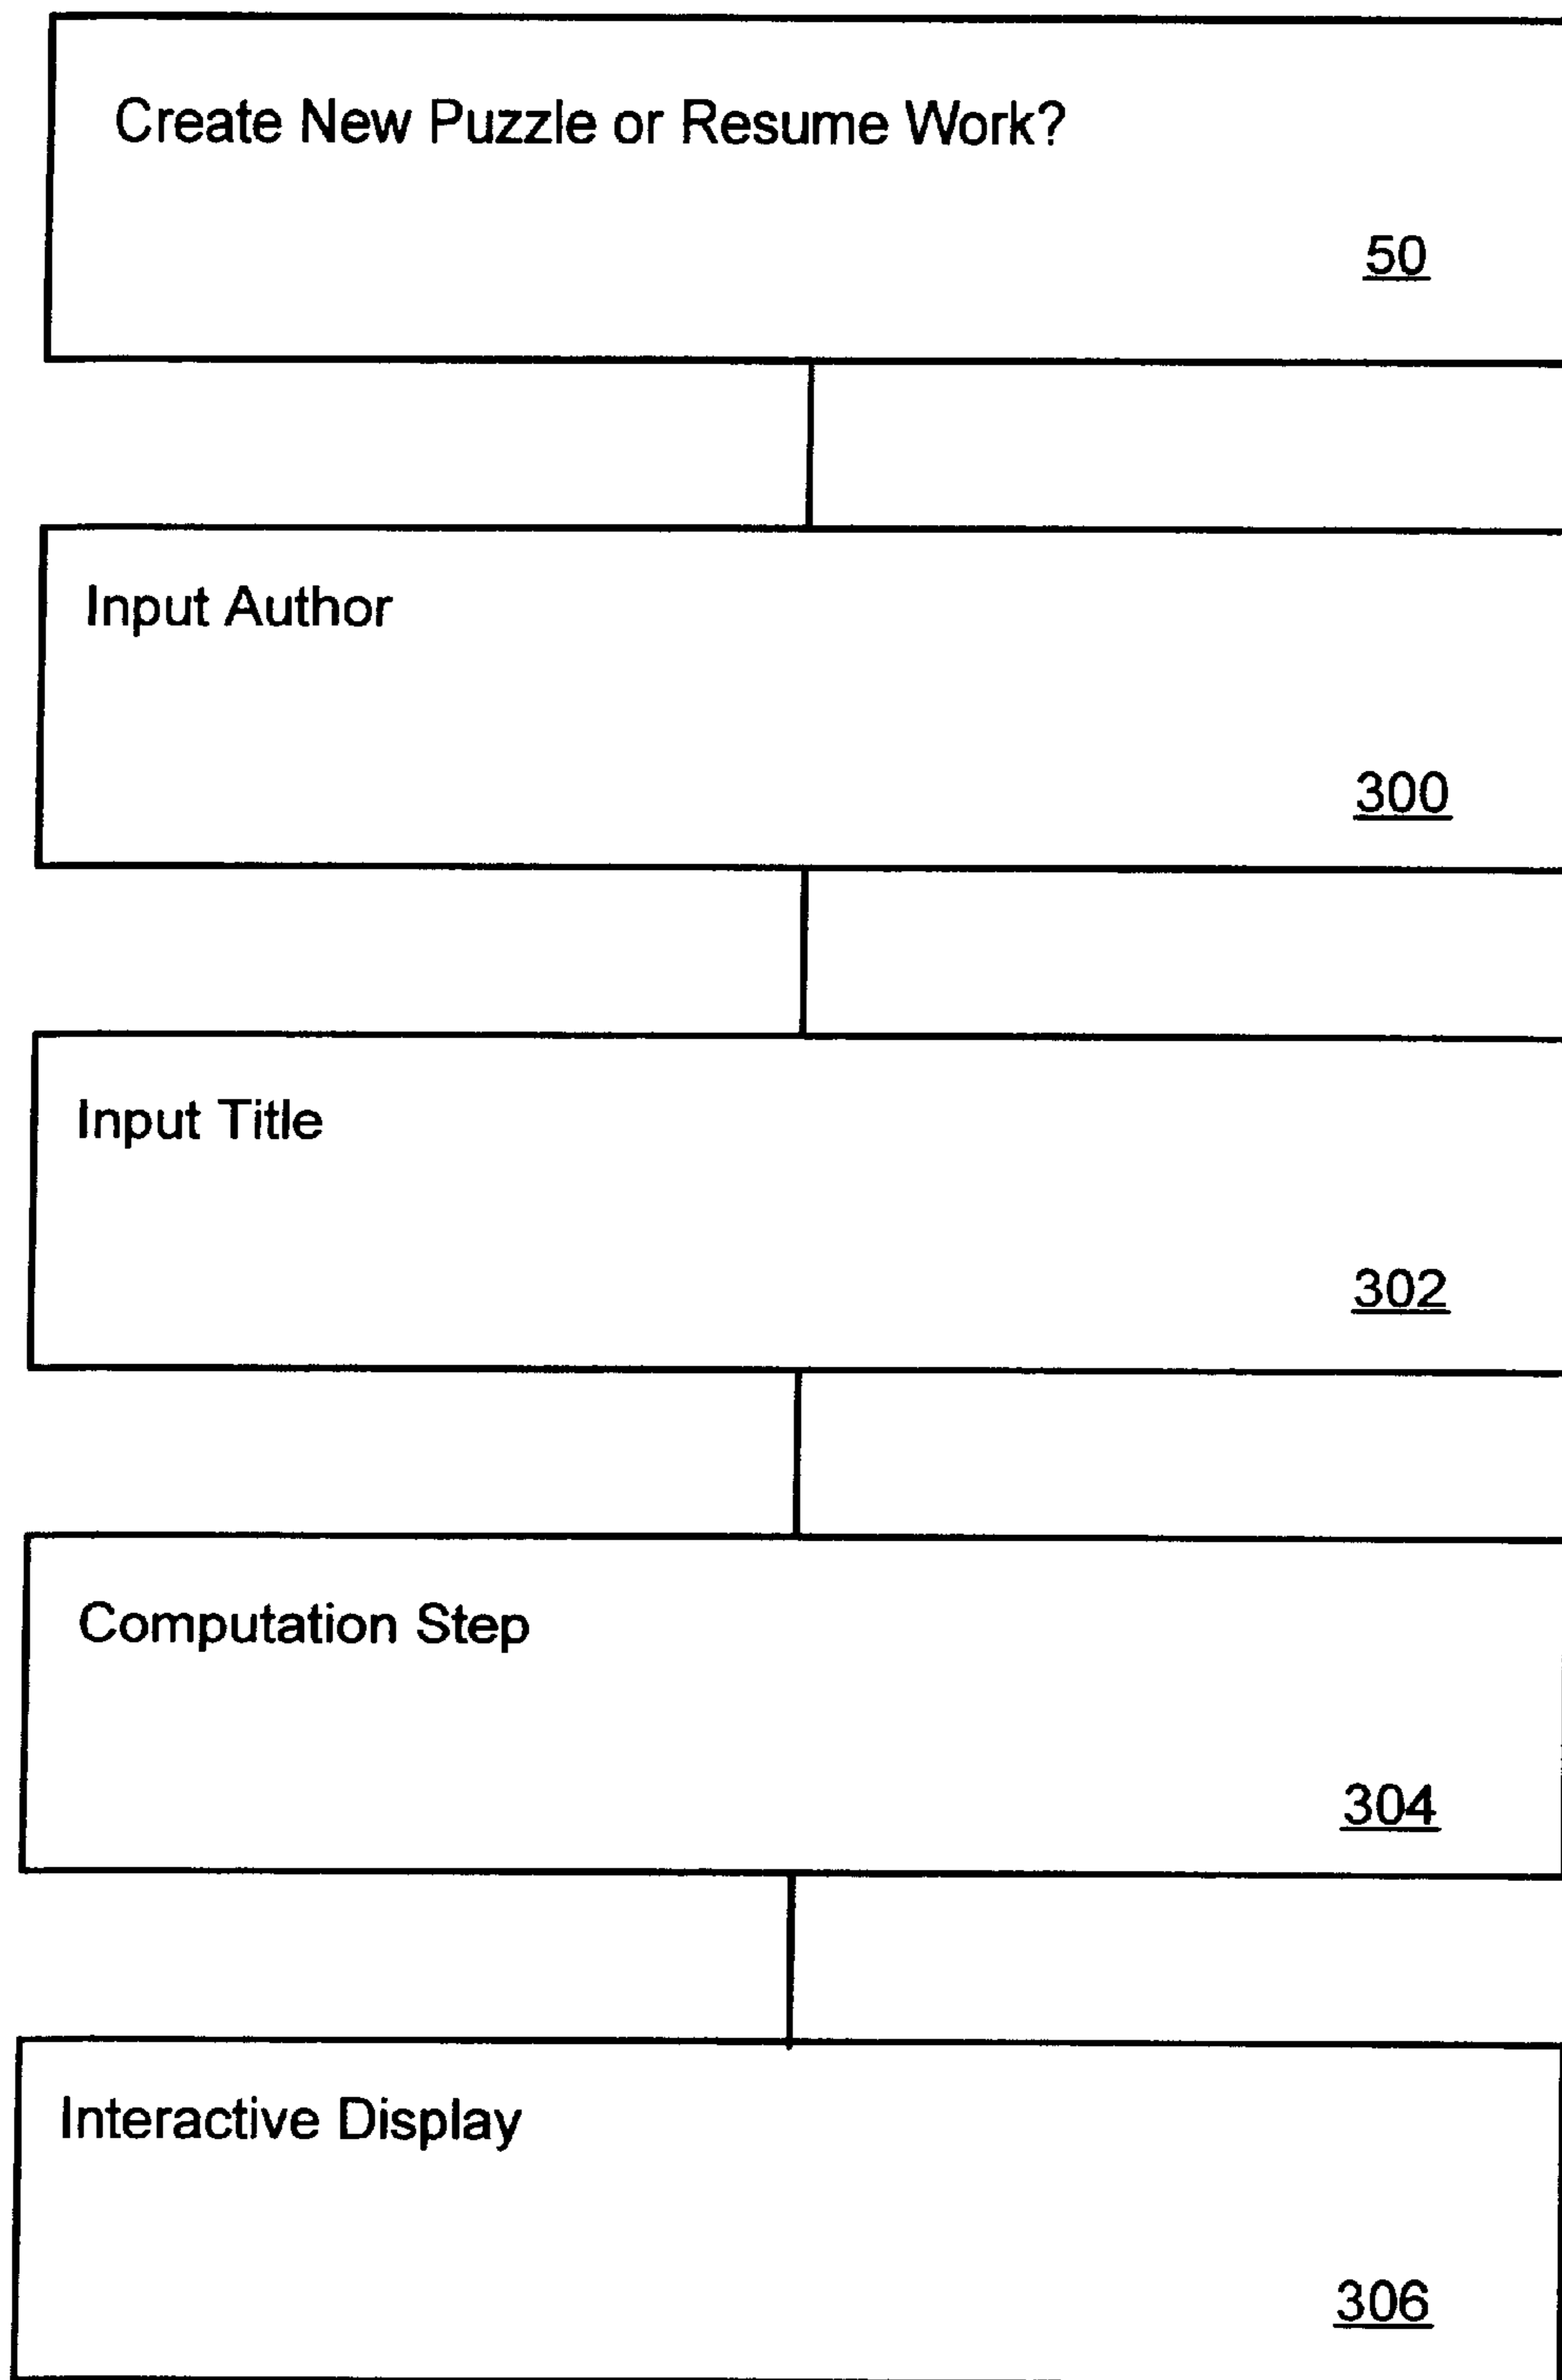 Create New Puzzle or Resume Work?
50
Input Author
300
Input Title
302
Computation Step
304
Interactive Display
306